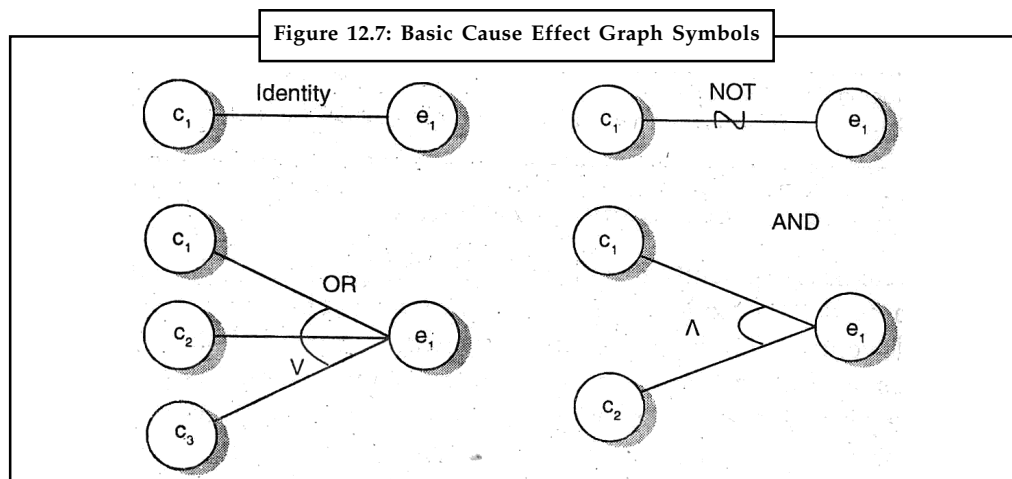 Figure 12.7: Basic Cause Effect Graph Symbols
c₁ Identity e₁
c₁ NOT e₁
c₁
OR
c₂
e₁
V
c₃
c₁
AND
Λ
e₁
c₂